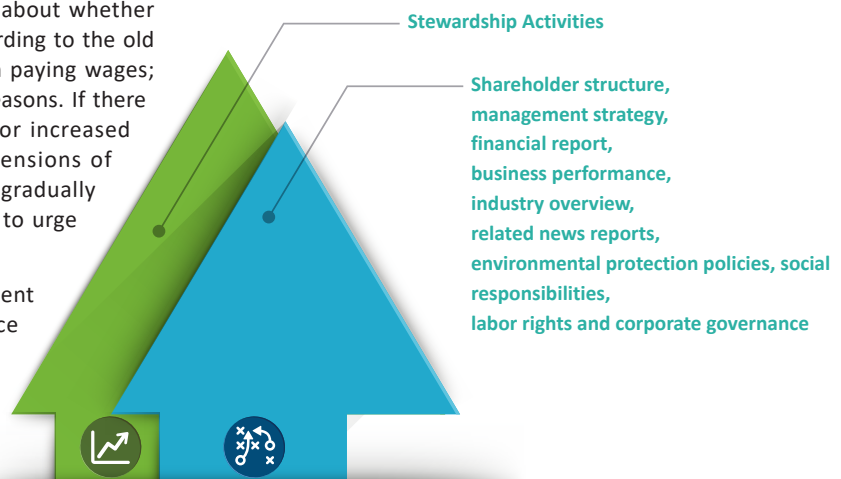 about whether
rding to the old
paying wages;
easons. If there
or increased
ensions of
gradually
to urge
ent
ce
Stewardship Activities
Shareholder structure,
management strategy,
financial report,
business performance,
industry overview,
related news reports,
environmental protection policies, social
responsibilities,
labor rights and corporate governance